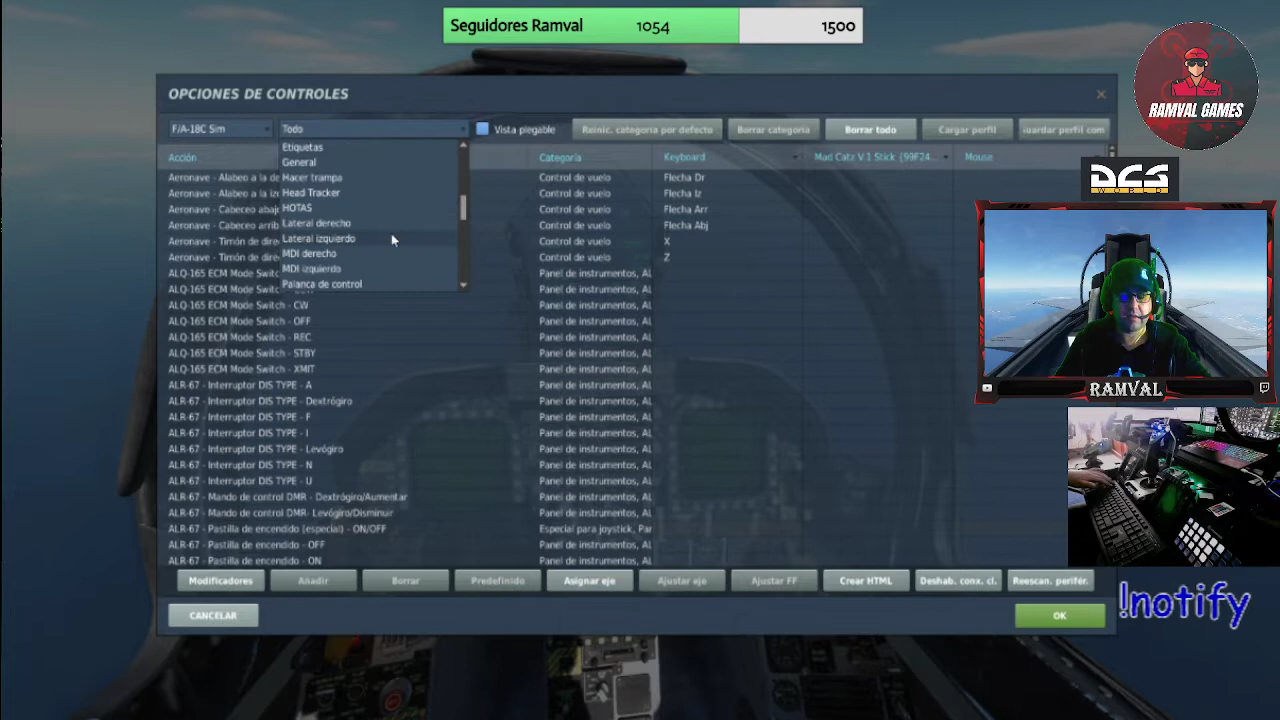 Seguidores Ramval 1054 1500
RAMVAL GAMES
OPCIONES DE CONTROLES
F/A-18C Sim Todo Vista plegable Reinic. categoría por defecto Borrar categoría Borrar todo Cargar perfil uardar perfil com
Acción Categoría Keyboard Mad Catz V.1 Stick {99F24... Mouse
Etiquetas
General
Hacer trampa
Head Tracker
HOTAS
Lateral derecho
Lateral izquierdo
MDI derecho
MDI izquierdo
Palanca de control
Aeronave - Alabeo a la de Control de vuelo Flecha Dr
Aeronave - Alabeo a la iz Control de vuelo Flecha Iz
Aeronave - Cabeceo abaj Control de vuelo Flecha Arr
Aeronave - Cabeceo arrib Control de vuelo Flecha Abj
Aeronave - Timón de dire Control de vuelo X
Aeronave - Timón de dire Control de vuelo Z
ALQ-165 ECM Mode Switch - Panel de instrumentos, AL
ALQ-165 ECM Mode Switch - Panel de instrumentos, AL
ALQ-165 ECM Mode Switch - CW Panel de instrumentos, AL
ALQ-165 ECM Mode Switch - OFF Panel de instrumentos, AL
ALQ-165 ECM Mode Switch - REC Panel de instrumentos, AL
ALQ-165 ECM Mode Switch - STBY Panel de instrumentos, AL
ALQ-165 ECM Mode Switch - XMIT Panel de instrumentos, AL
ALR-67 - Interruptor DIS TYPE - A Panel de instrumentos, AL
ALR-67 - Interruptor DIS TYPE - Dextrógiro Panel de instrumentos, AL
ALR-67 - Interruptor DIS TYPE - F Panel de instrumentos, AL
ALR-67 - Interruptor DIS TYPE - I Panel de instrumentos, AL
ALR-67 - Interruptor DIS TYPE - Levógiro Panel de instrumentos, AL
ALR-67 - Interruptor DIS TYPE - N Panel de instrumentos, AL
ALR-67 - Interruptor DIS TYPE - U Panel de instrumentos, AL
ALR-67 - Mando de control DMR - Dextrógiro/Aumentar Panel de instrumentos, AL
ALR-67 - Mando de control DMR- Levógiro/Disminuir Panel de instrumentos, AL
ALR-67 - Pastilla de encendido (especial) - ON/OFF Especial para joystick, Par
ALR-67 - Pastilla de encendido - OFF Panel de instrumentos, AL
ALR-67 - Pastilla de encendido - ON Panel de instrumentos, AL
Modificadores Añadir Borrar Predefinido Asignar eje Ajustar eje Ajustar FF Crear HTML Deshab. conx. cl. Reescan. perifér.
CANCELAR OK
DCS
WORLD
RAMVAL
!notify